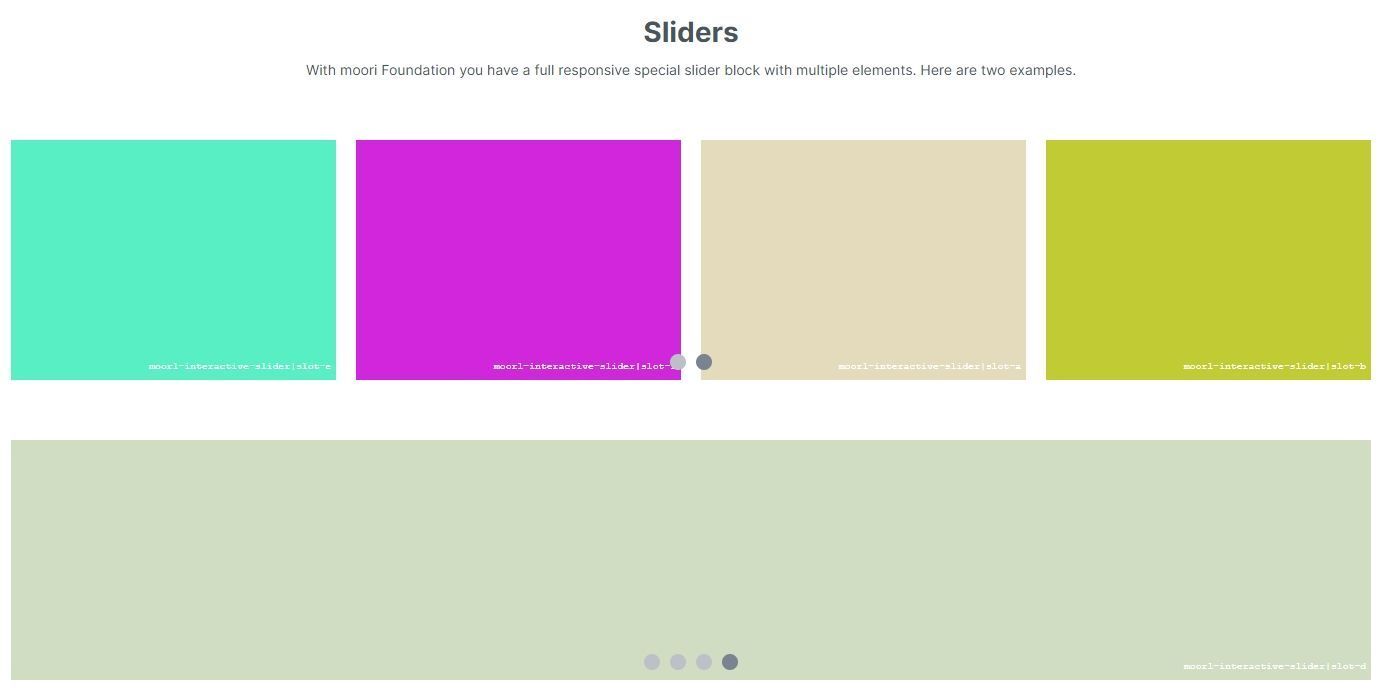 Sliders
With moori Foundation you have a full responsive special slider block with multiple elements. Here are two examples.
moorl-interactive-slider|slot-e
moorl-interactive-slider|slot-
moorl-interactive-slider|slot-a
moorl-interactive-slider|slot-b
moorl-interactive-slider|slot-d